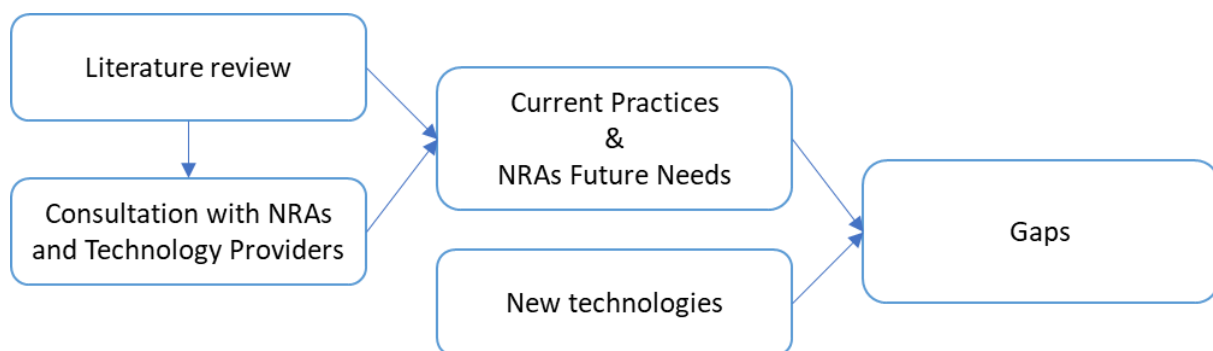 Literature review
Consultation with NRAs
and Technology Providers
Current Practices
&
NRAs Future Needs
New technologies
Gaps